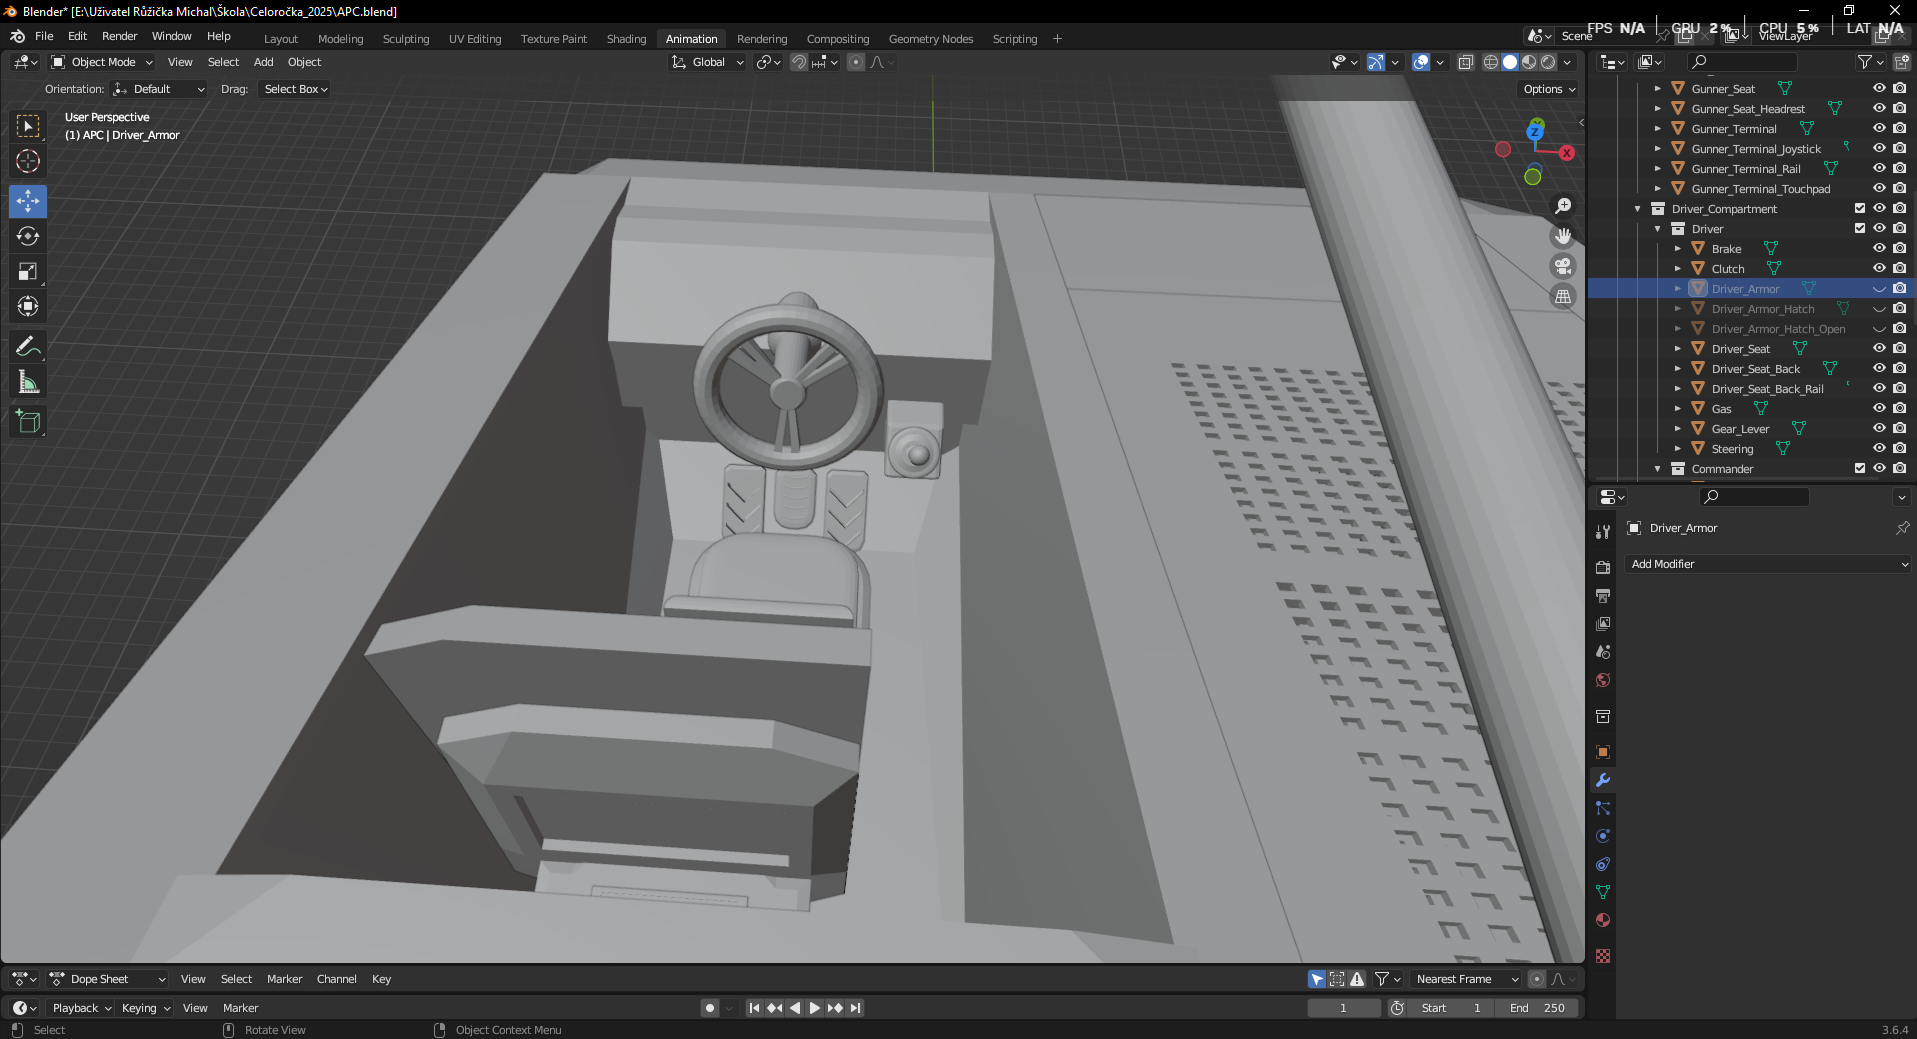 Blender* [E:\Uživatel Růžička Michal\Škola\Celoročka_2025\APC.blend]
File Edit Render Window Help
Layout Modeling Sculpting UV Editing Texture Paint Shading Animation Rendering Compositing Geometry Nodes Scripting +
Scene ViewLayer
FPS N/A GRU 2 % CPU 5 % LAT N/A
Object Mode View Select Add Object Global
Orientation: Default Drag: Select Box Options
User Perspective
(1) APC | Driver_Armor
Z
X
Gunner_Seat
Gunner_Seat_Headrest
Gunner_Terminal
Gunner_Terminal_Joystick
Gunner_Terminal_Rail
Gunner_Terminal_Touchpad
Driver_Compartment
Driver
Brake
Clutch
Driver_Armor
Driver_Armor_Hatch
Driver_Armor_Hatch_Open
Driver_Seat
Driver_Seat_Back
Driver_Seat_Back_Rail
Gas
Gear_Lever
Steering
Commander
Driver_Armor
Add Modifier
Dope Sheet View Select Marker Channel Key Nearest Frame
Playback Keying View Marker 1 Start 1 End 250
Select Rotate View Object Context Menu 3.6.4